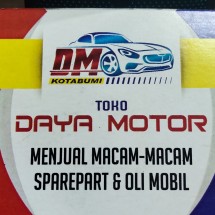 DM
KOTABUMI
TOKO
DAYA MOTOR
MENJUAL MACAM-MACAM
SPAREPART & OLI MOBIL